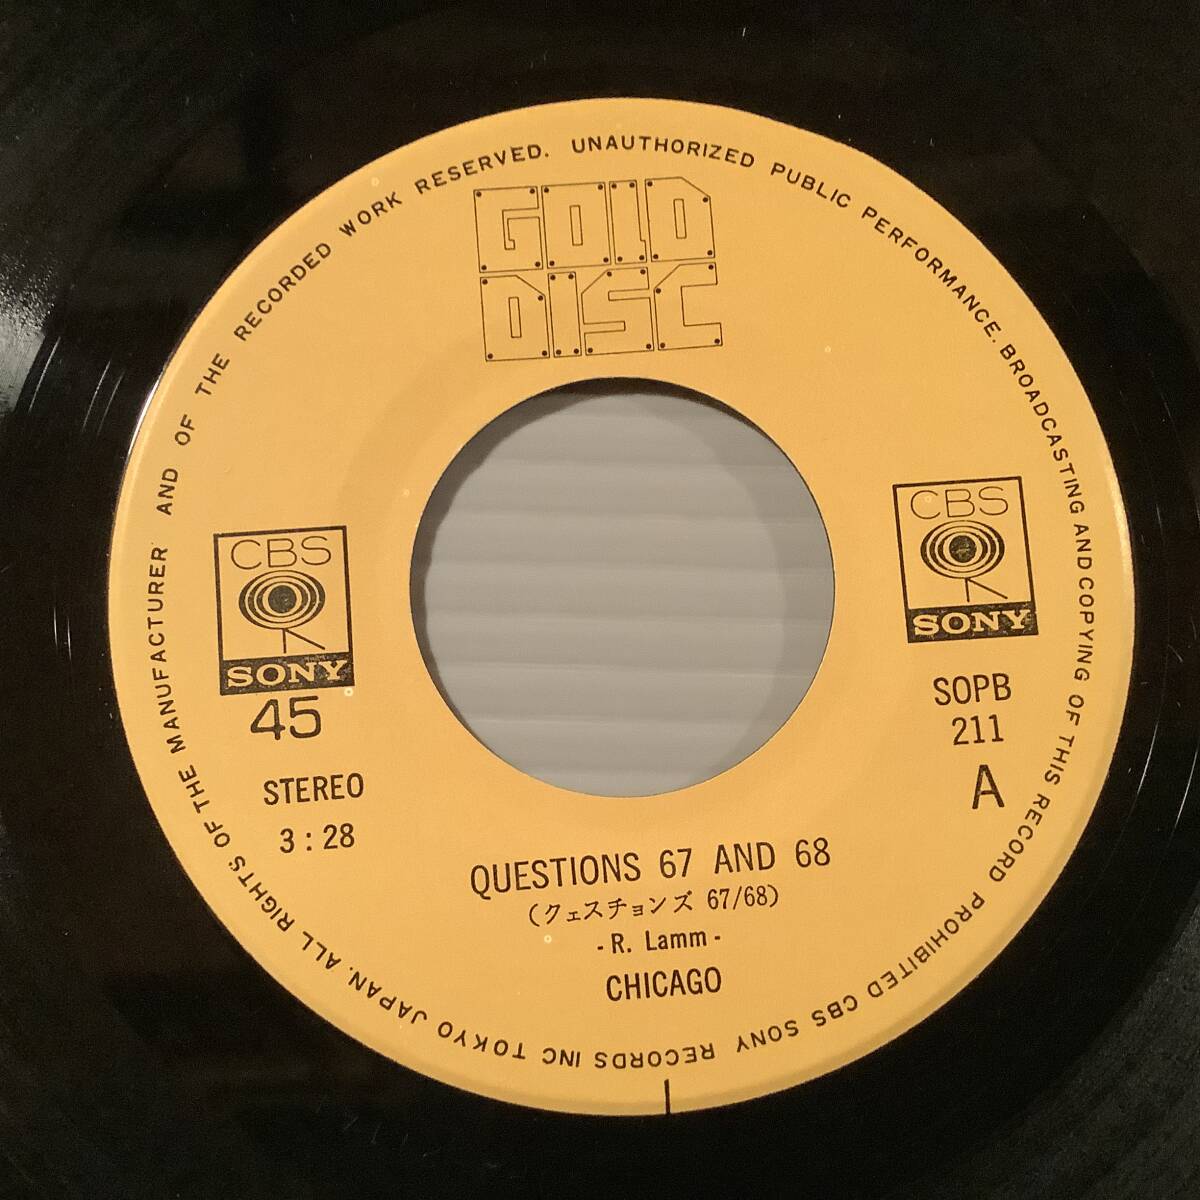 ALL RIGHTS OF THE MANUFACTURER AND OF THE RECORDED WORK RESERVED. UNAUTHORIZED PUBLIC PERFORMANCE. BROADCASTING AND COPYING OF THIS RECORD PROHIBITED CBS SONY RECORDS INC TOKYO JAPAN.
GOLD
DISC
CBS
SONY
45
STEREO
3:28
CBS
SONY
SOPB
211
A
QUESTIONS 67 AND 68
(クェスチョンズ 67/68)
- R. Lamm -
CHICAGO